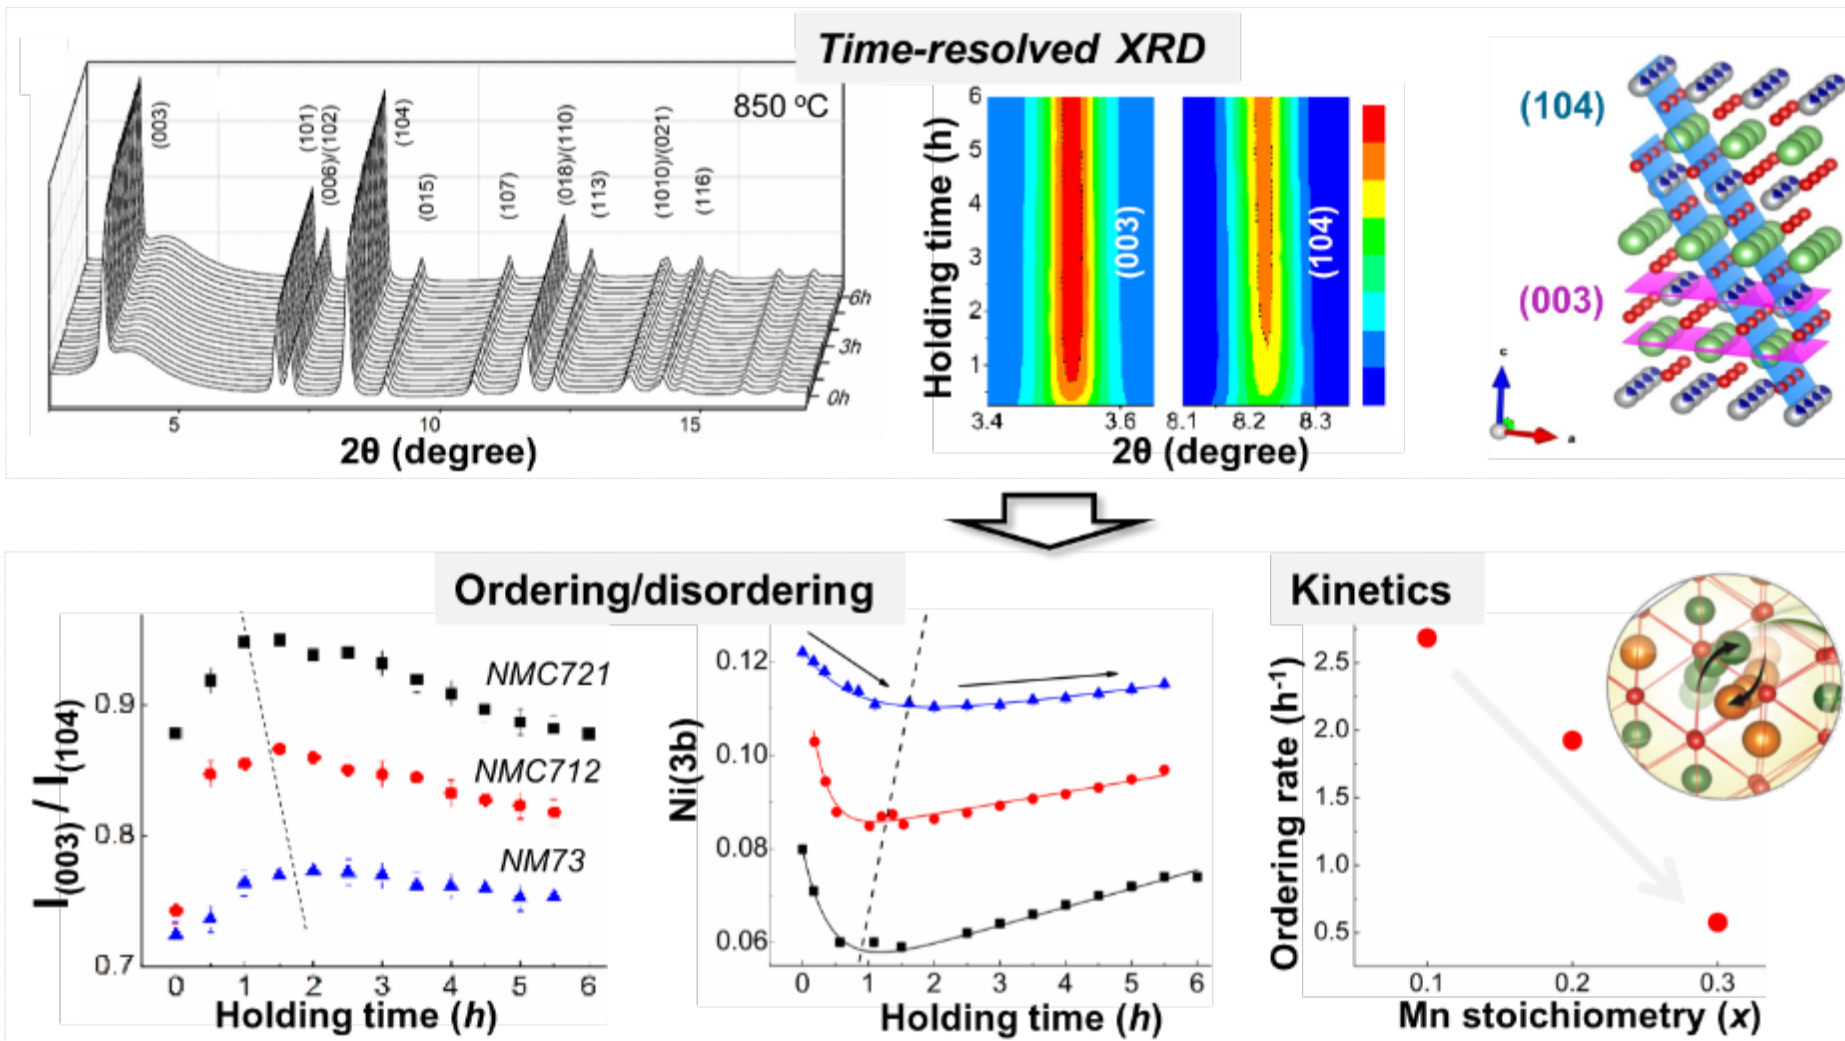 Time-resolved XRD
850 ºC
(003)
(101)
(006)/(102)
(104)
(015)
(107)
(018)/(110)
(113)
(1010)/(021)
(116)
6h
3h
0h
5 10 15
2θ (degree)
Holding time (h)
6
5
4
3
2
1
(003)
(104)
3.4 3.6 8.1 8.2 8.3
2θ (degree)
(104)
(003)
c
a
Ordering/disordering
I(003) / I(104)
0.9
0.8
0.7
NMC721
NMC712
NM73
0 1 2 3 4 5 6
Holding time (h)
Ni(3b)
0.12
0.10
0.08
0.06
0 1 2 3 4 5 6
Holding time (h)
Kinetics
Ordering rate (h-1)
2.5
2.0
1.5
1.0
0.5
0.1 0.2 0.3
Mn stoichiometry (x)